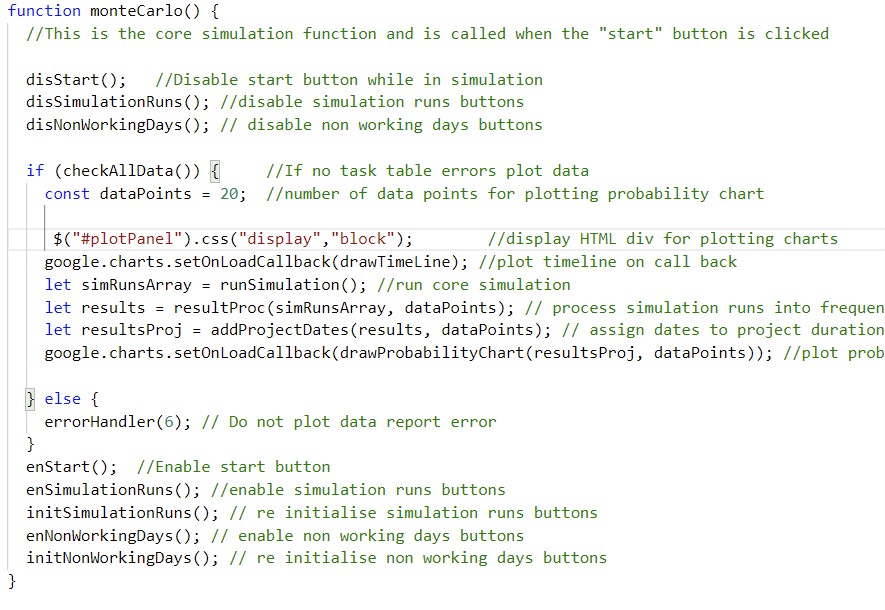 function monteCarlo() {
//This is the core simulation function and is called when the "start" button is clicked
disStart();   //Disable start button while in simulation
disSimulationRuns(); //disable simulation runs buttons
disNonWorkingDays(); // disable non working days buttons
if (checkAllData()) {     //If no task table errors plot data
const dataPoints = 20;  //number of data points for plotting probability chart
$("#plotPanel").css("display","block");        //display HTML div for plotting charts
google.charts.setOnLoadCallback(drawTimeLine); //plot timeline on call back
let simRunsArray = runSimulation(); //run core simulation
let results = resultProc(simRunsArray, dataPoints); // process simulation runs into frequen
let resultsProj = addProjectDates(results, dataPoints); // assign dates to project duration
google.charts.setOnLoadCallback(drawProbabilityChart(resultsProj, dataPoints)); //plot prob
} else {
errorHandler(6); // Do not plot data report error
}
enStart();  //Enable start button
enSimulationRuns(); //enable simulation runs buttons
initSimulationRuns(); // re initialise simulation runs buttons
enNonWorkingDays(); // enable non working days buttons
initNonWorkingDays(); // re initialise non working days buttons
}